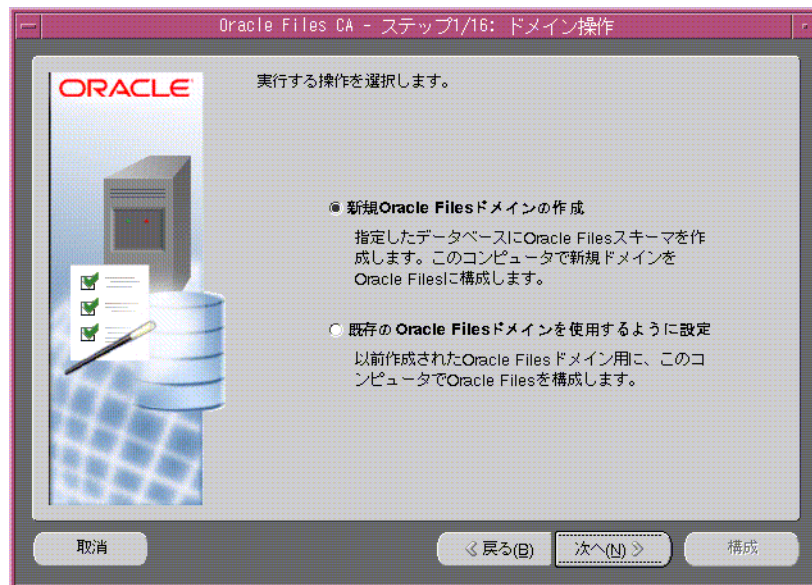 Oracle Files CA - ステップ1/16: ドメイン操作
ORACLE
実行する操作を選択します。
新規Oracle Filesドメインの作成
指定したデータベースにOracle Filesスキーマを作
成します。このコンピュータで新規ドメインを
Oracle Filesに構成します。
既存の Oracle Filesドメインを使用するように設定
以前作成されたOracle Files ドメイン用に、このコ
ンピュータでOracle Filesを構成します。
取消
戻る(B)
次へ(N)
構成